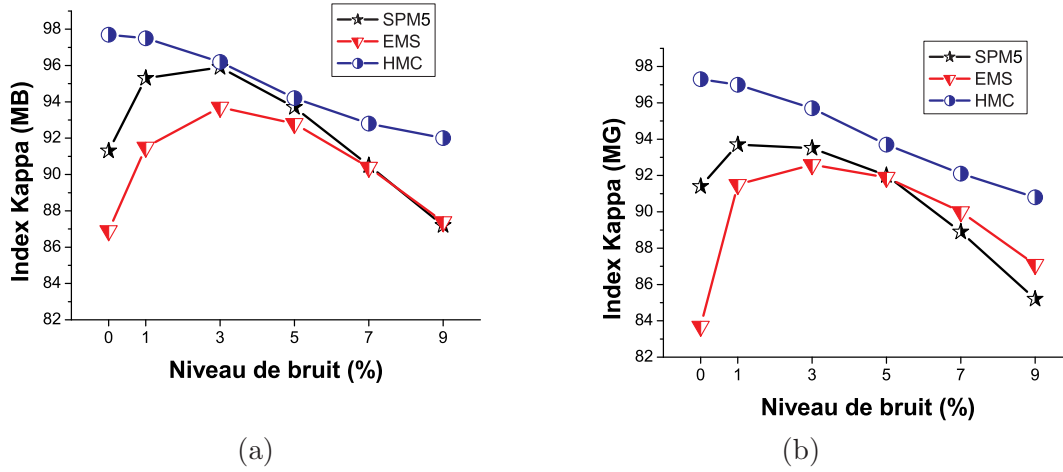 98
96
94
92
90
88
86
84
82
Index Kappa (MB)
SPM5
EMS
HMC
0 1 3 5 7 9
Niveau de bruit (%)
(a)
98
96
94
92
90
88
86
84
82
Index Kappa (MG)
SPM5
EMS
HMC
0 1 3 5 7 9
Niveau de bruit (%)
(b)